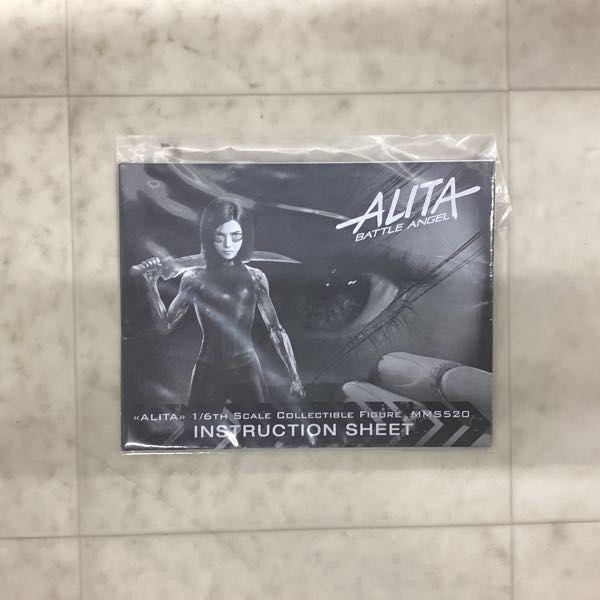 ALITA
BATTLE ANGEL
«ALITA» 1/6TH SCALE COLLECTIBLE FIGURE MMS520
INSTRUCTION SHEET